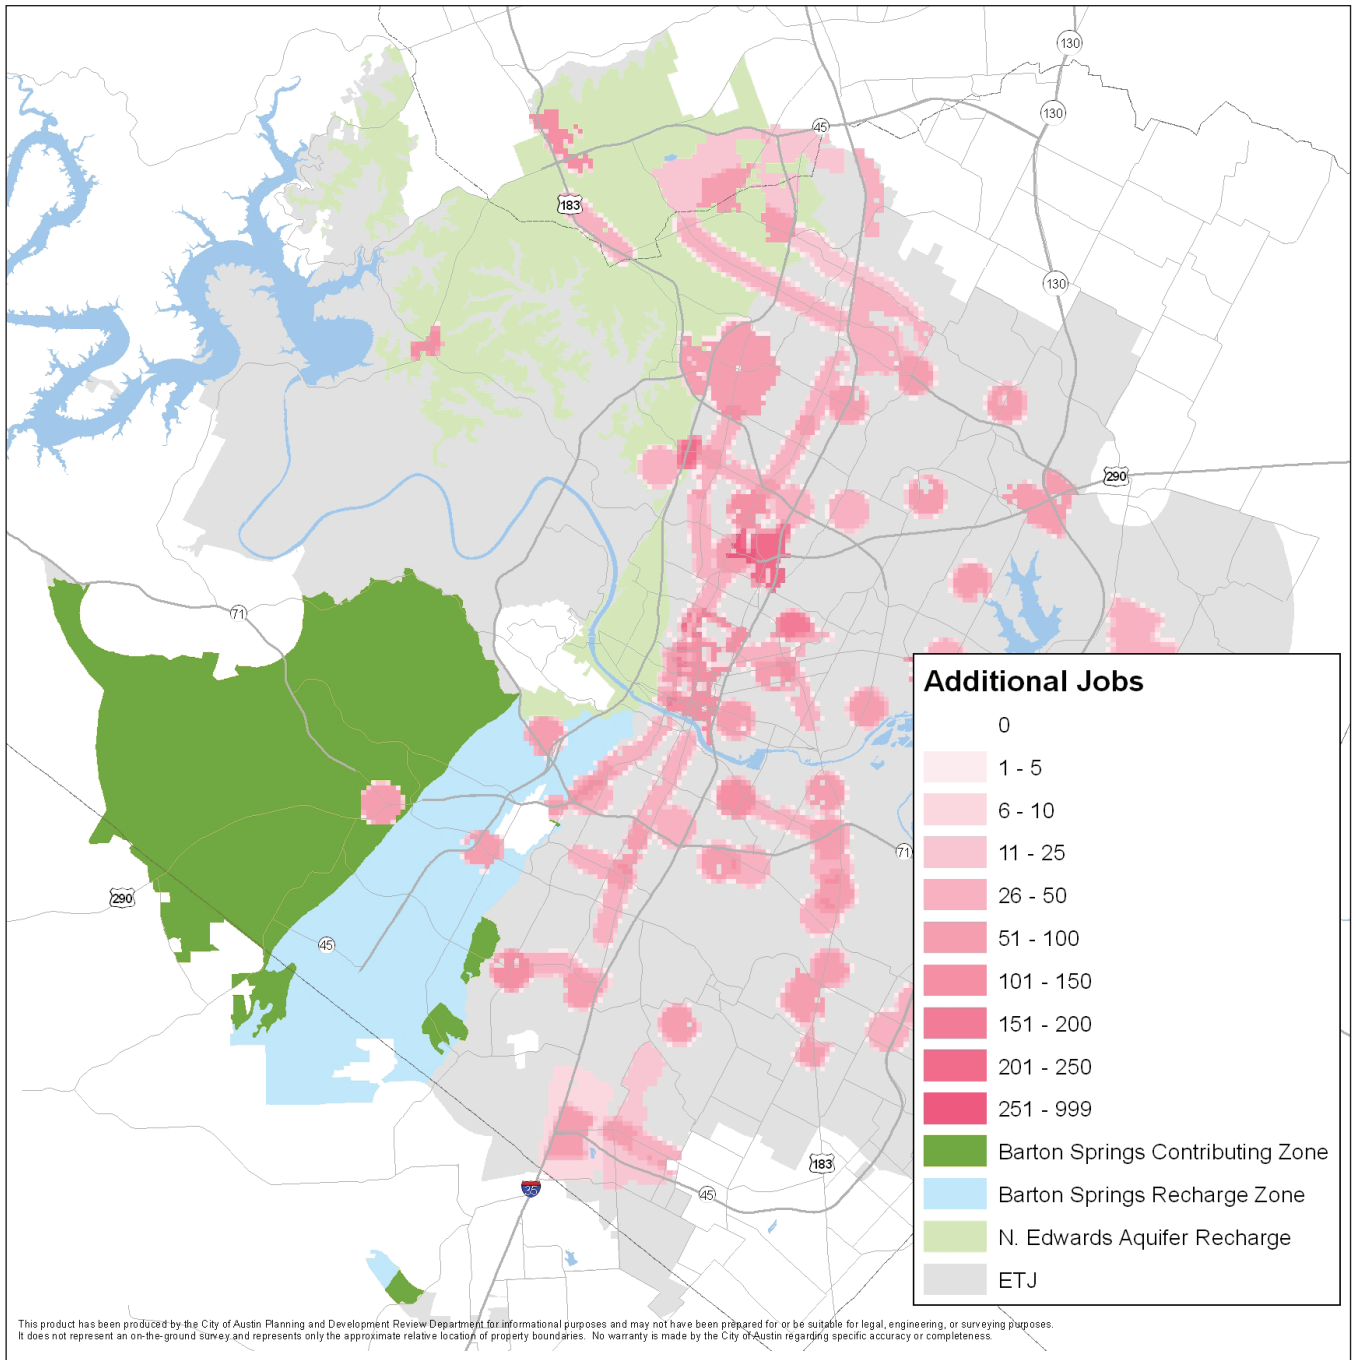 130
45
130
183
130
290
71
Additional Jobs
0
1 - 5
6 - 10
11 - 25
71
26 - 50
290
45
51 - 100
101 - 150
151 - 200
201 - 250
251 - 999
Barton Springs Contributing Zone
183
35
45
Barton Springs Recharge Zone
N. Edwards Aquifer Recharge
ETJ
This product has been produced by the City of Austin Planning and Development Review Department for informational purposes and may not have been prepared for or be suitable for legal, engineering, or surveying purposes.
It does not represent an on-the-ground survey and represents only the approximate relative location of property boundaries. No warranty is made by the City of Austin regarding specific accuracy or completeness.